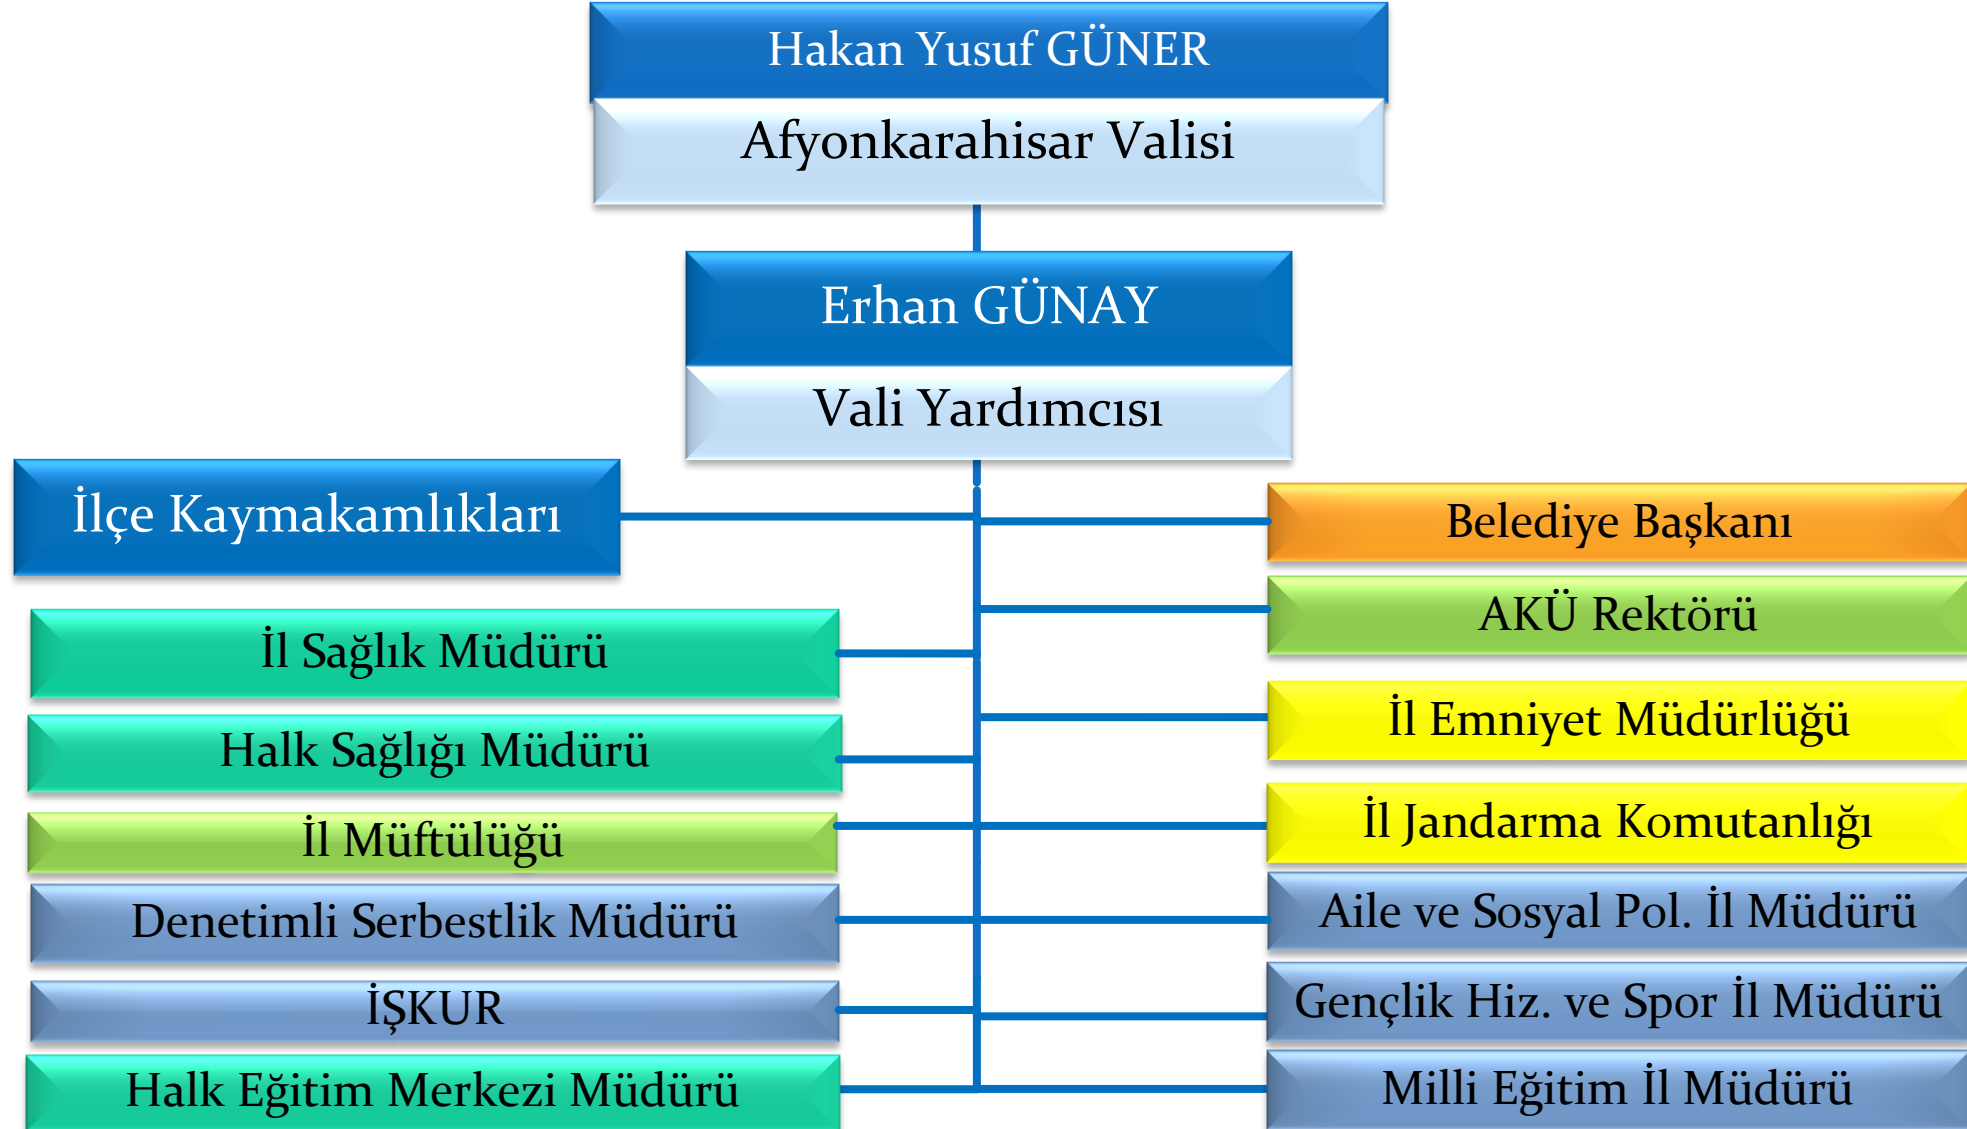 Hakan Yusuf GÜNER
Afyonkarahisar Valisi
Erhan GÜNAY
Vali Yardımcısı
İlçe Kaymakamlıkları
İl Sağlık Müdürü
Halk Sağlığı Müdürü
İl Müftülüğü
Denetimli Serbestlik Müdürü
İŞKUR
Halk Eğitim Merkezi Müdürü
Belediye Başkanı
AKÜ Rektörü
İl Emniyet Müdürlüğü
İl Jandarma Komutanlığı
Aile ve Sosyal Pol. İl Müdürü
Gençlik Hiz. ve Spor İl Müdürü
Milli Eğitim İl Müdürü